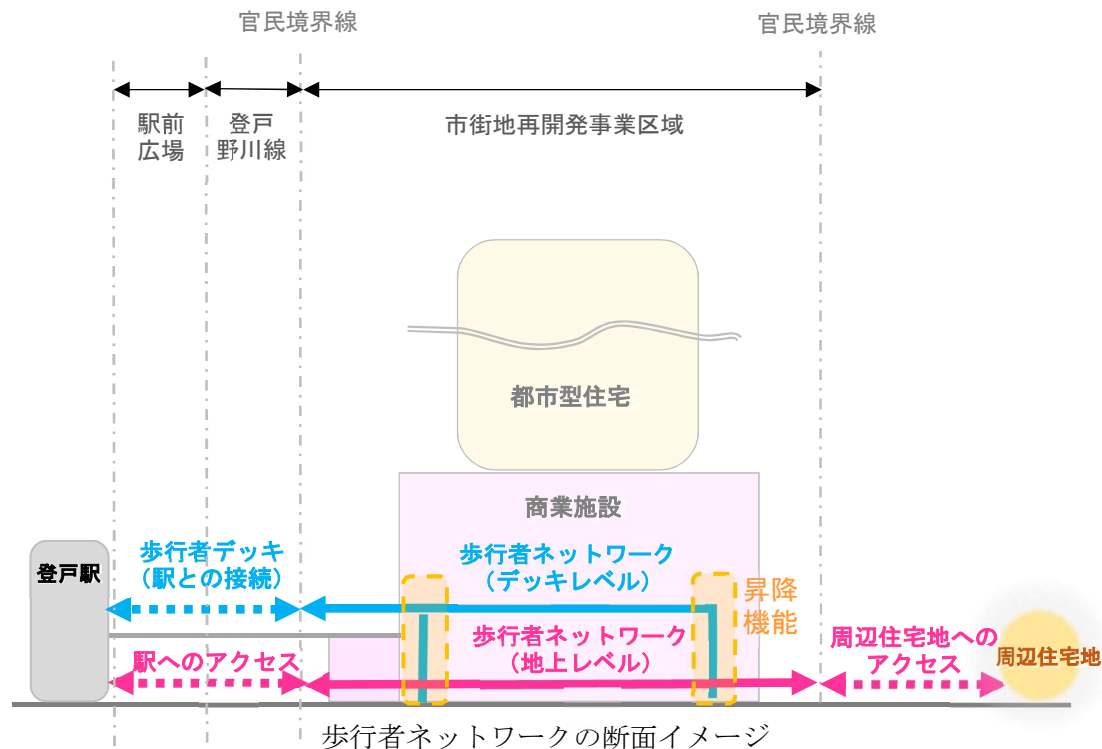 官民境界線
官民境界線
駅前
広場
登戸
野川線
市街地再開発事業区域
都市型住宅
商業施設
登戸駅
歩行者デッキ
（駅との接続）
歩行者ネットワーク
（デッキレベル）
昇降
機能
駅へのアクセス
歩行者ネットワーク
（地上レベル）
周辺住宅地への
アクセス
周辺住宅地
歩行者ネットワークの断面イメージ